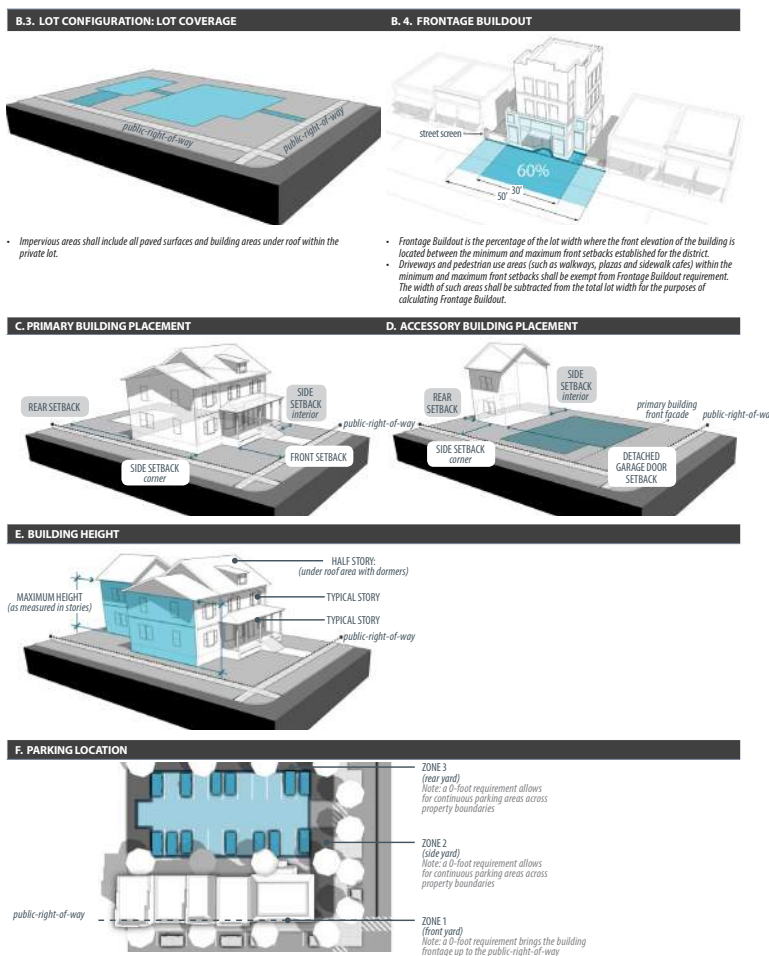 B.3. LOT CONFIGURATION: LOT COVERAGE
public-right-of-way
public-right-of-way
• Impervious areas shall include all paved surfaces and building areas under roof within the
private lot.
B. 4. FRONTAGE BUILDOUT
street screen
60%
30'
50'
• Frontage Buildout is the percentage of the lot width where the front elevation of the building is
located between the minimum and maximum front setbacks established for the district.
• Driveways and pedestrian use areas (such as walkways, plazas and sidewalk cafes) within the
minimum and maximum front setbacks shall be exempt from Frontage Buildout requirement.
The width of such areas shall be subtracted from the total lot width for the purposes of
calculating Frontage Buildout.
C. PRIMARY BUILDING PLACEMENT
REAR SETBACK
SIDE
SETBACK
interior
public-right-of-way
FRONT SETBACK
SIDE SETBACK
corner
D. ACCESSORY BUILDING PLACEMENT
REAR
SETBACK
SIDE
SETBACK
interior
primary building
front facade
public-right-of-wa
SIDE SETBACK
corner
DETACHED
GARAGE DOOR
SETBACK
E. BUILDING HEIGHT
HALF STORY:
(under roof area with dormers)
MAXIMUM HEIGHT
(as measured in stories)
TYPICAL STORY
TYPICAL STORY
public-right-of-way
F. PARKING LOCATION
ZONE 3
(rear yard)
Note: a 0-foot requirement allows
for continuous parking areas across
property boundaries
ZONE 2
(side yard)
Note: a 0-foot requirement allows
for continuous parking areas across
property boundaries
public-right-of-way
ZONE 1
(front yard)
Note: a 0-foot requirement brings the building
frontage up to the public-right-of-way